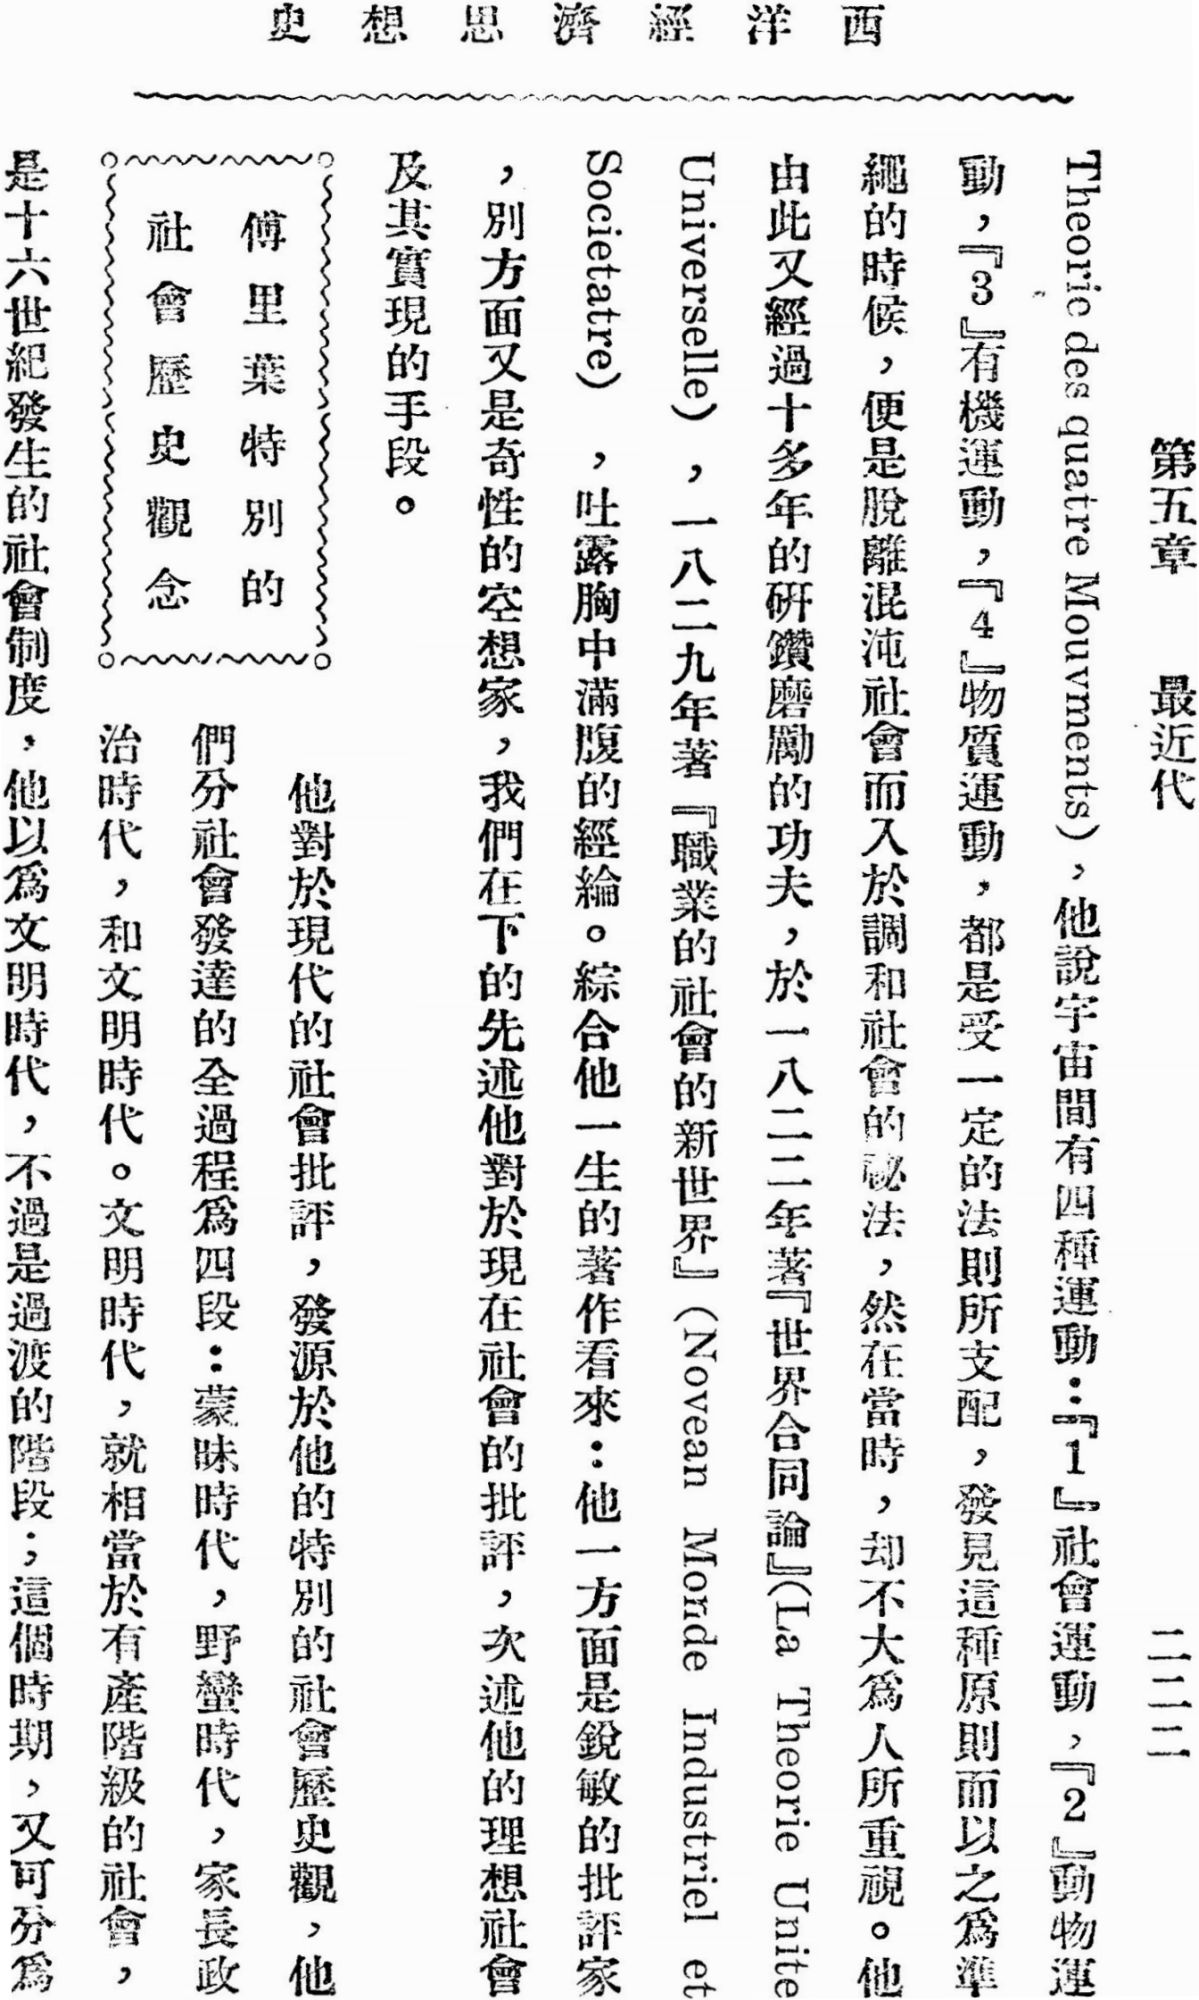 西洋經濟思想史
第五章　最近代　二二二
Theoric des quatre Mouvments)，他說宇宙間有四種運動：『1』社會運動，『2』動物運
動，『3』有機運動，『4』物質運動，都是受一定的法則所支配，發見這種原則而以之爲準
繩的時候，便是脫離混沌社會而入於調和社會的祕法，然在當時，却不大爲人所重視。他
由此又經過十多年的研鑽磨勵的功夫，於一八二二年著『世界合同論』(La Theorie Unite
Universelle)，一八二九年著『職業的社會的新世界』(Novean Monde Industriel et
Societatre)　，吐露胸中滿腹的經綸。綜合他一生的著作看來：他一方面是銳敏的批評家
，別方面又是奇性的空想家，我們在下的先述他對於現在社會的批評，次述他的理想社會
及其實現的手段。
傅里葉特別的
社會歷史觀念
他對於現代的社會批評，發源於他的特別的社會歷史觀，他
們分社會發達的全過程爲四段：蒙昧時代，野蠻時代，家長政
治時代，和文明時代。文明時代，就相當於有產階級的社會，
是十六世紀發生的社會制度，他以爲文明時代，不過是過渡的階段；這個時期，又可分爲